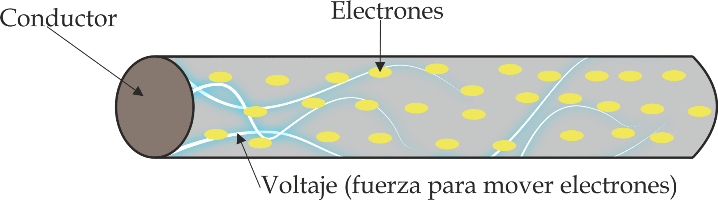 Electrones
Conductor
Voltaje (fuerza para mover electrones)